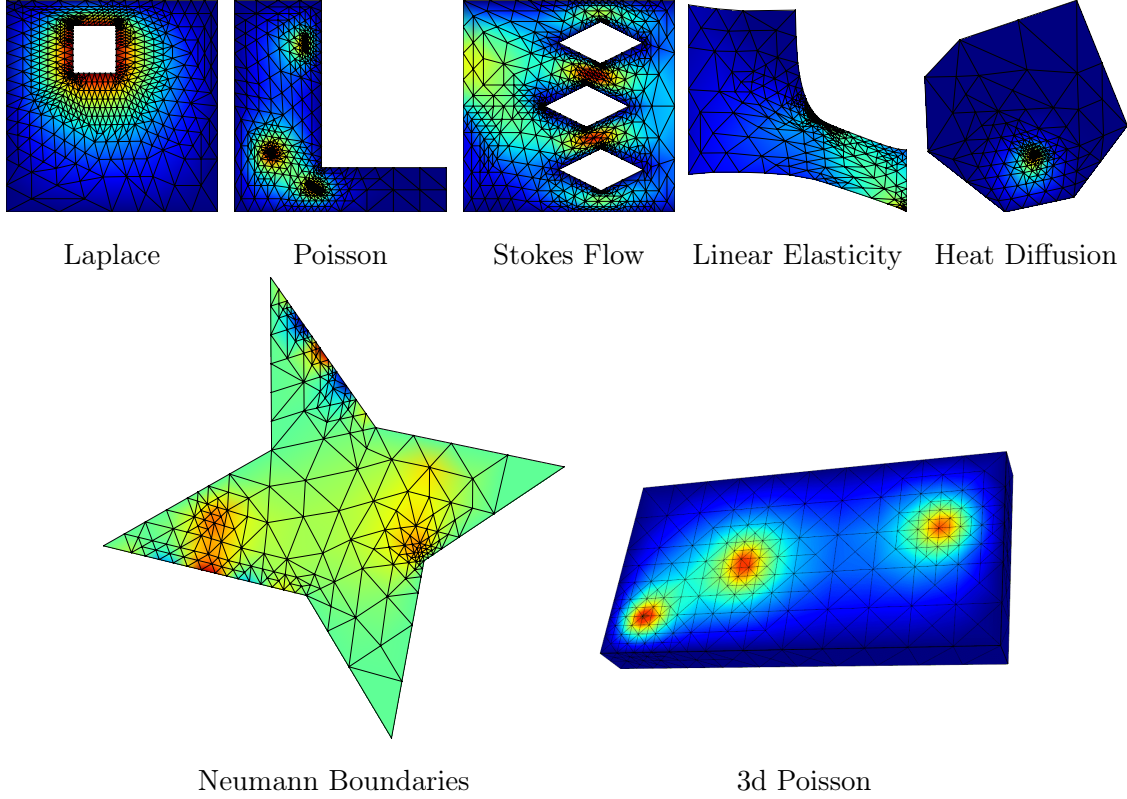 Laplace
Poisson
Stokes Flow
Linear Elasticity
Heat Diffusion
Neumann Boundaries
3d Poisson